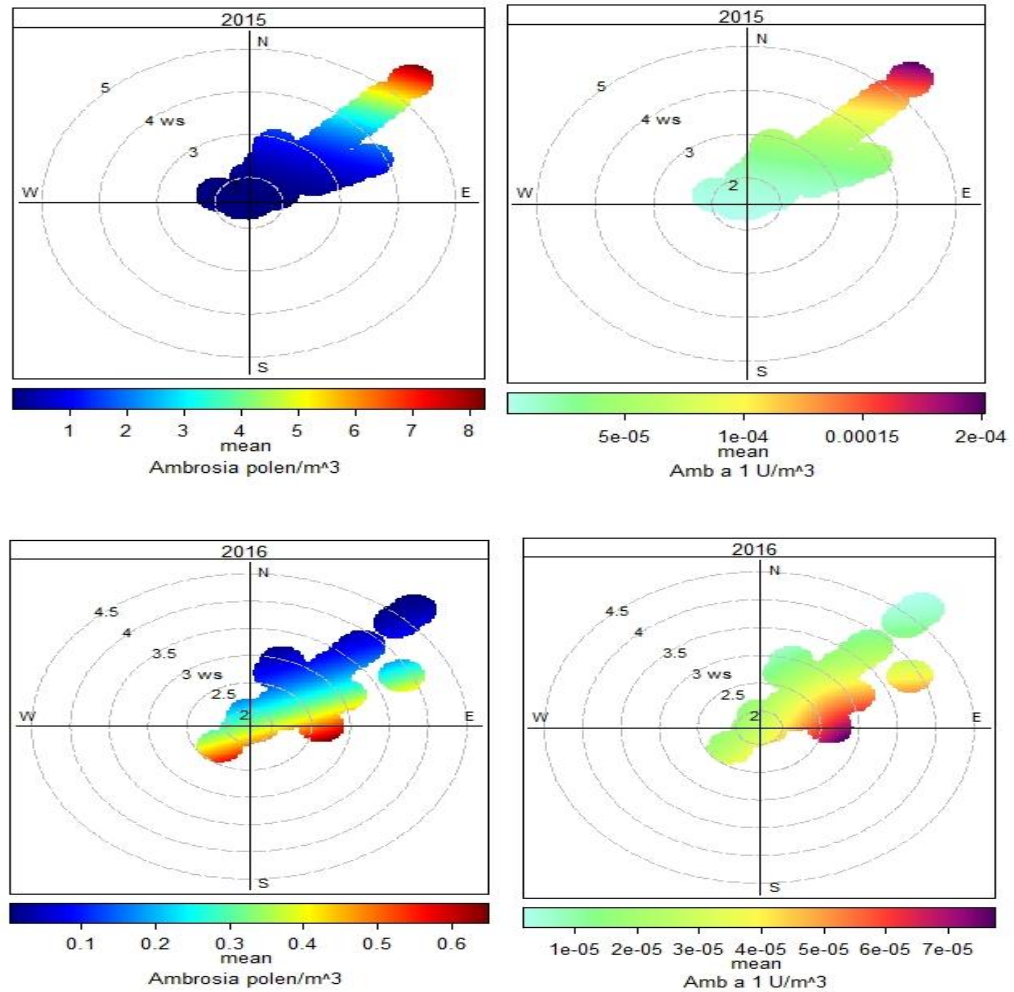 2015
N
5
4 ws
3
W
E
S
1 2 3 4 5 6 7 8
mean
Ambrosia polen/m^3
2015
N
5
4 ws
3
2
W
E
S
5e-05 1e-04 0.00015 2e-04
mean
Amb a 1 U/m^3
2016
N
4.5
4
3.5
3 ws
2.5
2
W
E
S
0.1 0.2 0.3 0.4 0.5 0.6
mean
Ambrosia polen/m^3
2016
N
4.5
4
3.5
3 ws
2.5
2
W
E
S
1e-05 2e-05 3e-05 4e-05 5e-05 6e-05 7e-05
mean
Amb a 1 U/m^3